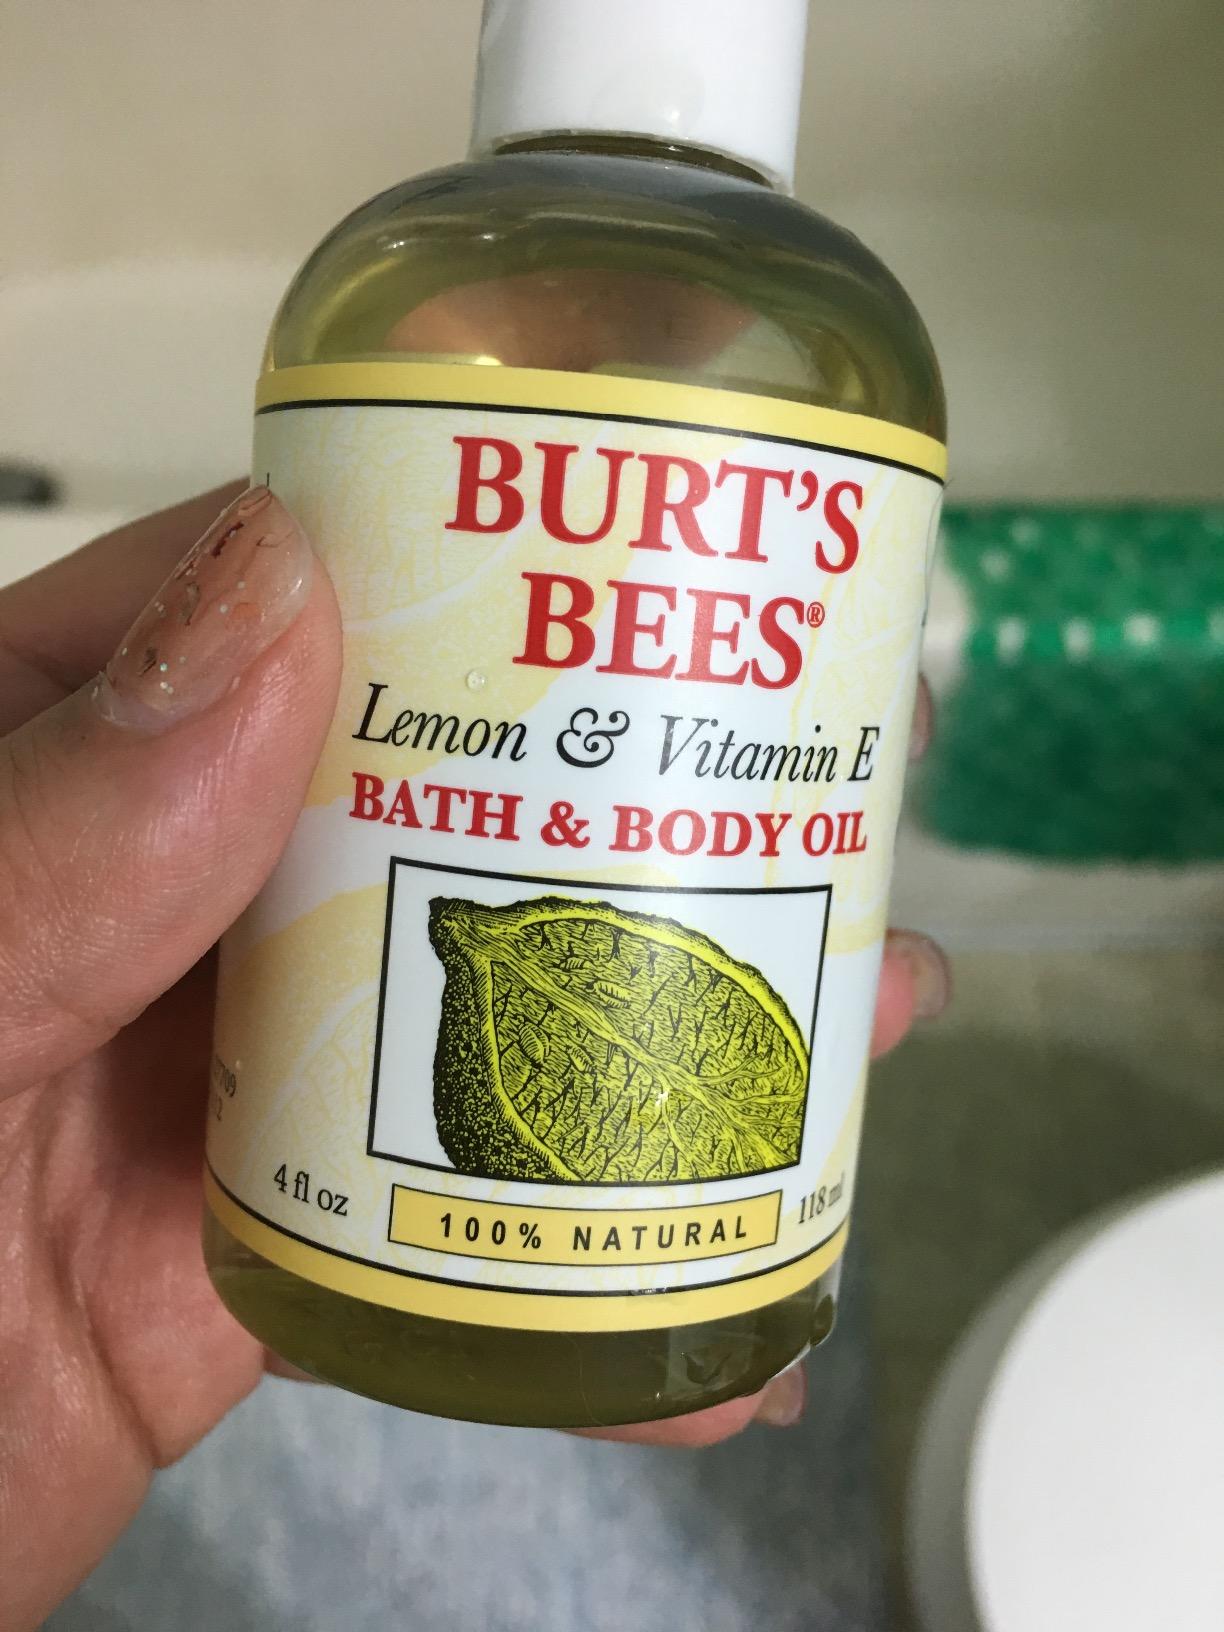 BURT'S
BEES®
Lemon & Vitamin E
BATH & BODY OIL
4 fl oz
100% NATURAL
118 ml